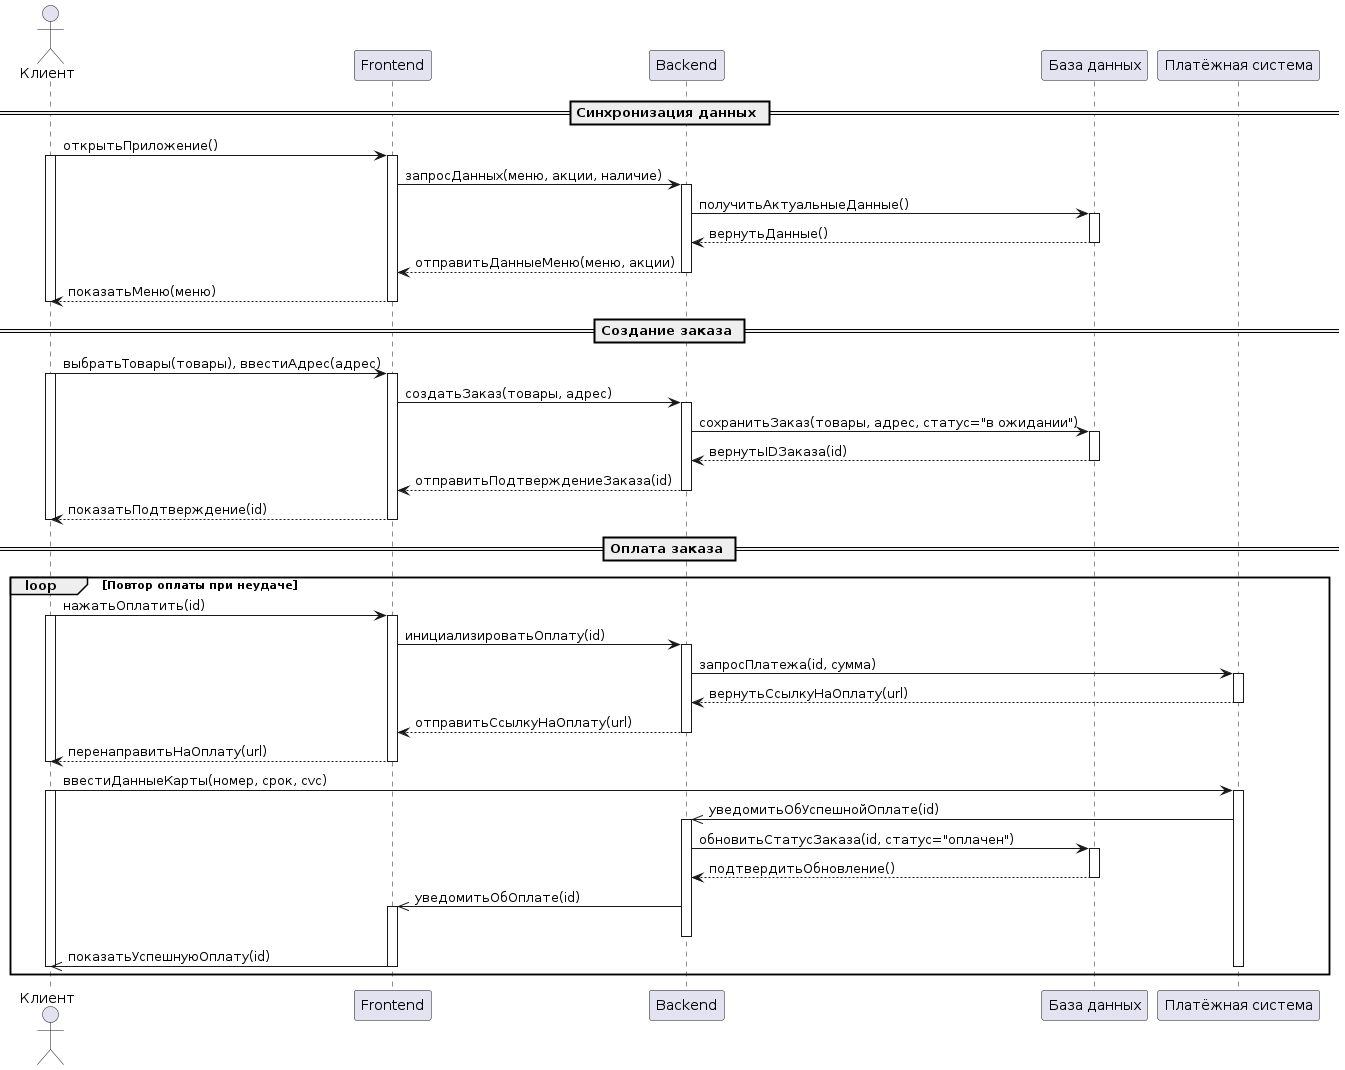 Клиент
Frontend
Backend
База данных
Платёжная система
Синхронизация данных
открытьПриложение()
запросДанных(меню, акции, наличие)
получитьАктуальныеДанные()
вернутьДанные()
отправитьДанныеМеню(меню, акции)
показатьМеню(меню)
Создание заказа
выбратьТовары(товары), ввестиАдрес(адрес)
создатьЗаказ(товары, адрес)
сохранитьЗаказ(товары, адрес, статус="в ожидании")
вернутьIDЗаказа(id)
отправитьПодтверждениеЗаказа(id)
показатьПодтверждение(id)
Оплата заказа
loop
[Повтор оплаты при неудаче]
нажатьОплатить(id)
инициализироватьОплату(id)
запросПлатежа(id, сумма)
вернутьСсылкуНаОплату(url)
отправитьСсылкуНаОплату(url)
перенаправитьНаОплату(url)
ввестиДанныеКарты(номер, срок, cvc)
уведомитьОбУспешнойОплате(id)
обновитьСтатусЗаказа(id, статус="оплачен")
подтвердитьОбновление()
уведомитьОбОплате(id)
показатьУспешнуюОплату(id)
Клиент
Frontend
Backend
База данных
Платёжная система